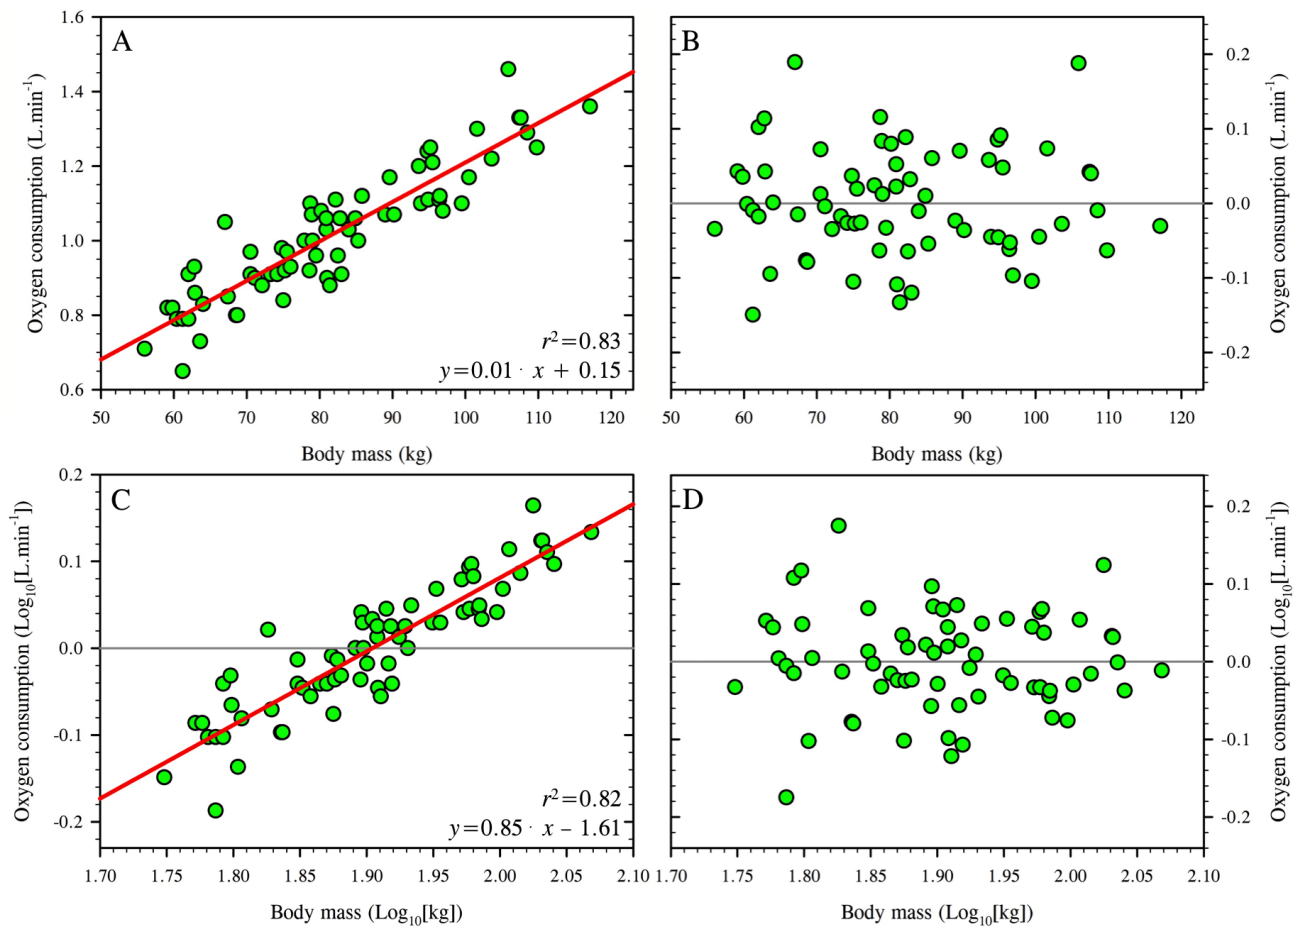 A
Oxygen consumption (L.min⁻¹)
1.6
1.4
1.2
1.0
0.8
0.6
r²=0.83
y=0.01 · x + 0.15
50 60 70 80 90 100 110 120
Body mass (kg)
B
0.2
0.1
0.0
-0.1
-0.2
Oxygen consumption (L.min⁻¹)
50 60 70 80 90 100 110 120
Body mass (kg)
C
Oxygen consumption (Log₁₀[L.min⁻¹])
0.2
0.1
0.0
-0.1
-0.2
r²=0.82
y=0.85 · x – 1.61
1.70 1.75 1.80 1.85 1.90 1.95 2.00 2.05 2.10
Body mass (Log₁₀[kg])
D
0.2
0.1
0.0
-0.1
-0.2
Oxygen consumption (Log₁₀[L.min⁻¹])
1.70 1.75 1.80 1.85 1.90 1.95 2.00 2.05 2.10
Body mass (Log₁₀[kg])